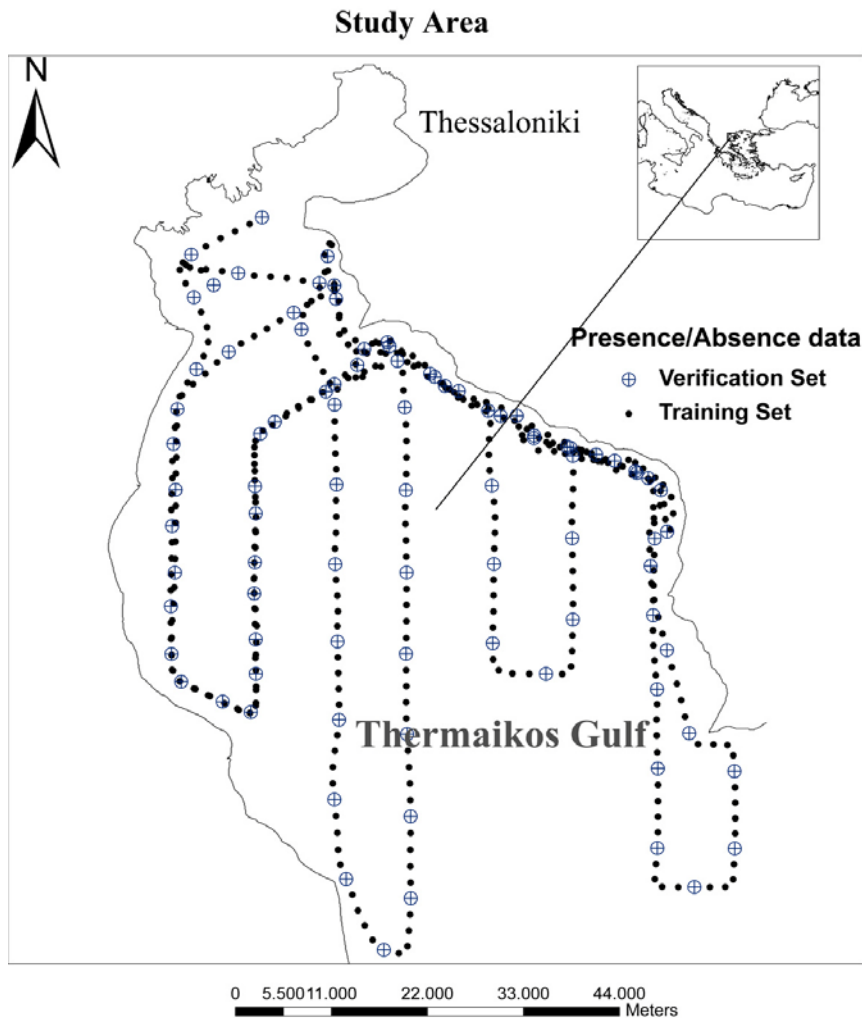 Study Area
N
Thessaloniki
Presence/Absence data
Verification Set
Training Set
Thermaikos Gulf
0 5.500 11.000 22.000 33.000 44.000
Meters